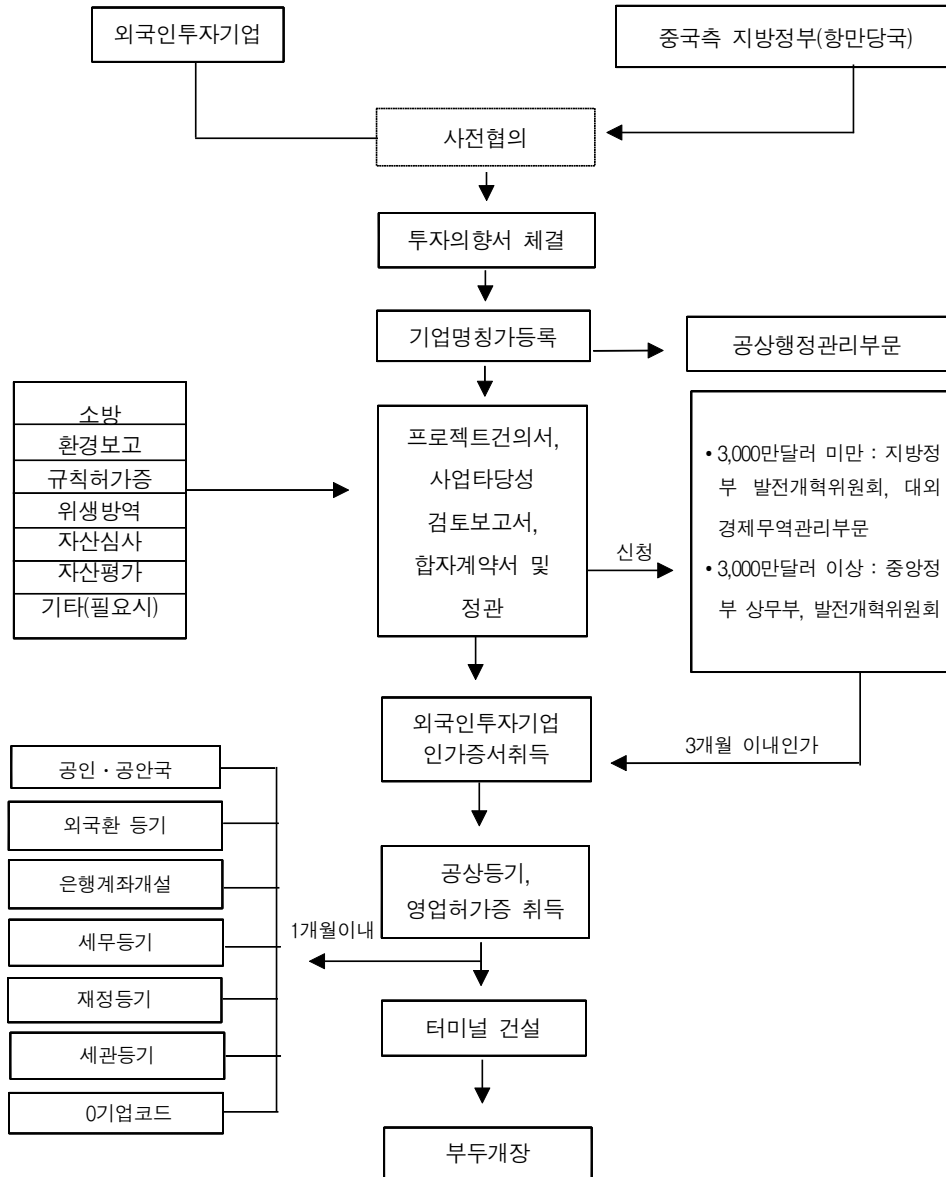 외국인투자기업
중국측 지방정부(항만당국)
사전협의
투자의향서 체결
기업명칭가등록
공상행정관리부문
소방
환경보고
규칙허가증
위생방역
자산심사
자산평가
기타(필요시)
프로젝트건의서,
사업타당성
검토보고서,
합자계약서 및
정관
신청
• 3,000만달러 미만 : 지방정
부 발전개혁위원회, 대외
경제무역관리부문
• 3,000만달러 이상 : 중앙정
부 상무부, 발전개혁위원회
외국인투자기업
인가증서취득
3개월 이내인가
공인·공안국
외국환 등기
은행계좌개설
세무등기
재정등기
세관등기
0기업코드
공상등기,
영업허가증 취득
1개월이내
터미널 건설
부두개장